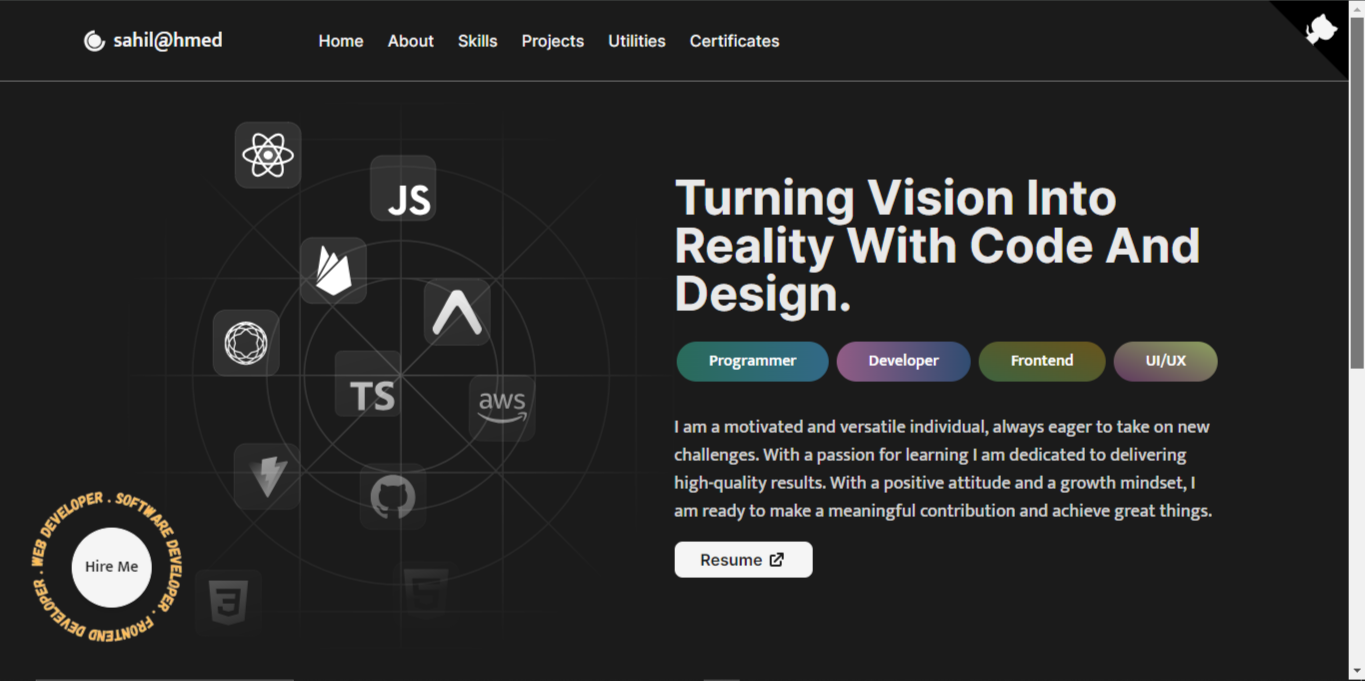 sahil@hmed
Home
About
Skills
Projects
Utilities
Certificates
JS
TS
aws
3
5
Turning Vision Into
Reality With Code And
Design.
Programmer
Developer
Frontend
UI/UX
I am a motivated and versatile individual, always eager to take on new
challenges. With a passion for learning I am dedicated to delivering
high-quality results. With a positive attitude and a growth mindset, I
am ready to make a meaningful contribution and achieve great things.
Resume
WEB DEVELOPER . SOFTWARE DEVELOPER . FRONTEND DEVELOPER .
Hire Me